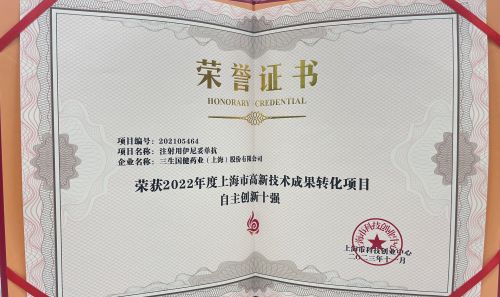 荣誉证书
HONORARY CREDENTIAL
项目编号：202105464
项目名称：注射用伊尼妥单抗
企业名称：三生国健药业（上海）股份有限公司
荣获2022年度上海市高新技术成果转化项目
自主创新十强
上海市科技创业中心
二〇二三年十一月